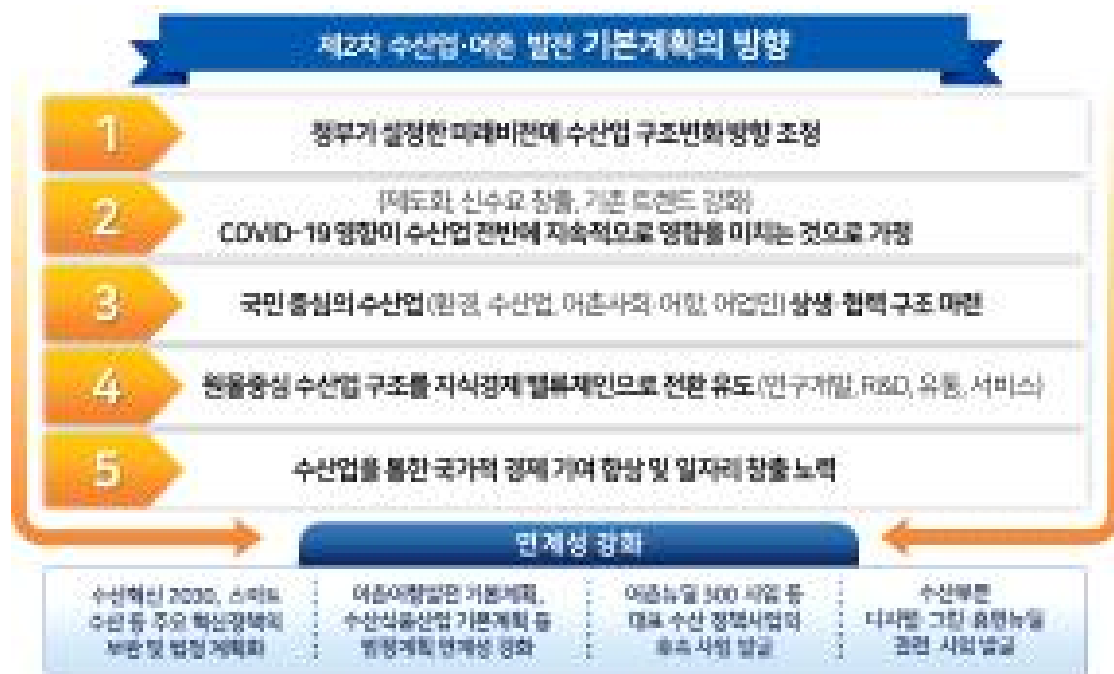 제2차 수산업·어촌 발전 기본계획의 방향
1
정부가 설정한 미래비전에 수산업 구조변화 방향 조정
2
(제도화, 신수요 창출, 기존 트렌드 강화)
COVID-19 영향이 수산업 전반에 지속적으로 영향을 미치는 것으로 가정
3
국민 중심의 수산업 (환경, 수산업, 어촌사회·어항, 어업인) 상생·협력 구조 마련
4
원물중심 수산업 구조를 지식경제 밸류체인으로 전환 유도 (연구개발, R&D, 유통, 서비스)
5
수산업을 통한 국가적 경제 기여 향상 및 일자리 창출 노력
연계성 강화
수산혁신 2030, 스마트
수산 등 주요 혁신정책의
보완 및 법정 계획화
어촌어항발전 기본계획,
수산식품산업 기본계획 등
법정계획 연계성 강화
어촌뉴딜 300 사업 등
대표 수산 정책사업의
후속 사업 발굴
수산부문
디지털·그린·휴먼뉴딜
관련 사업 발굴